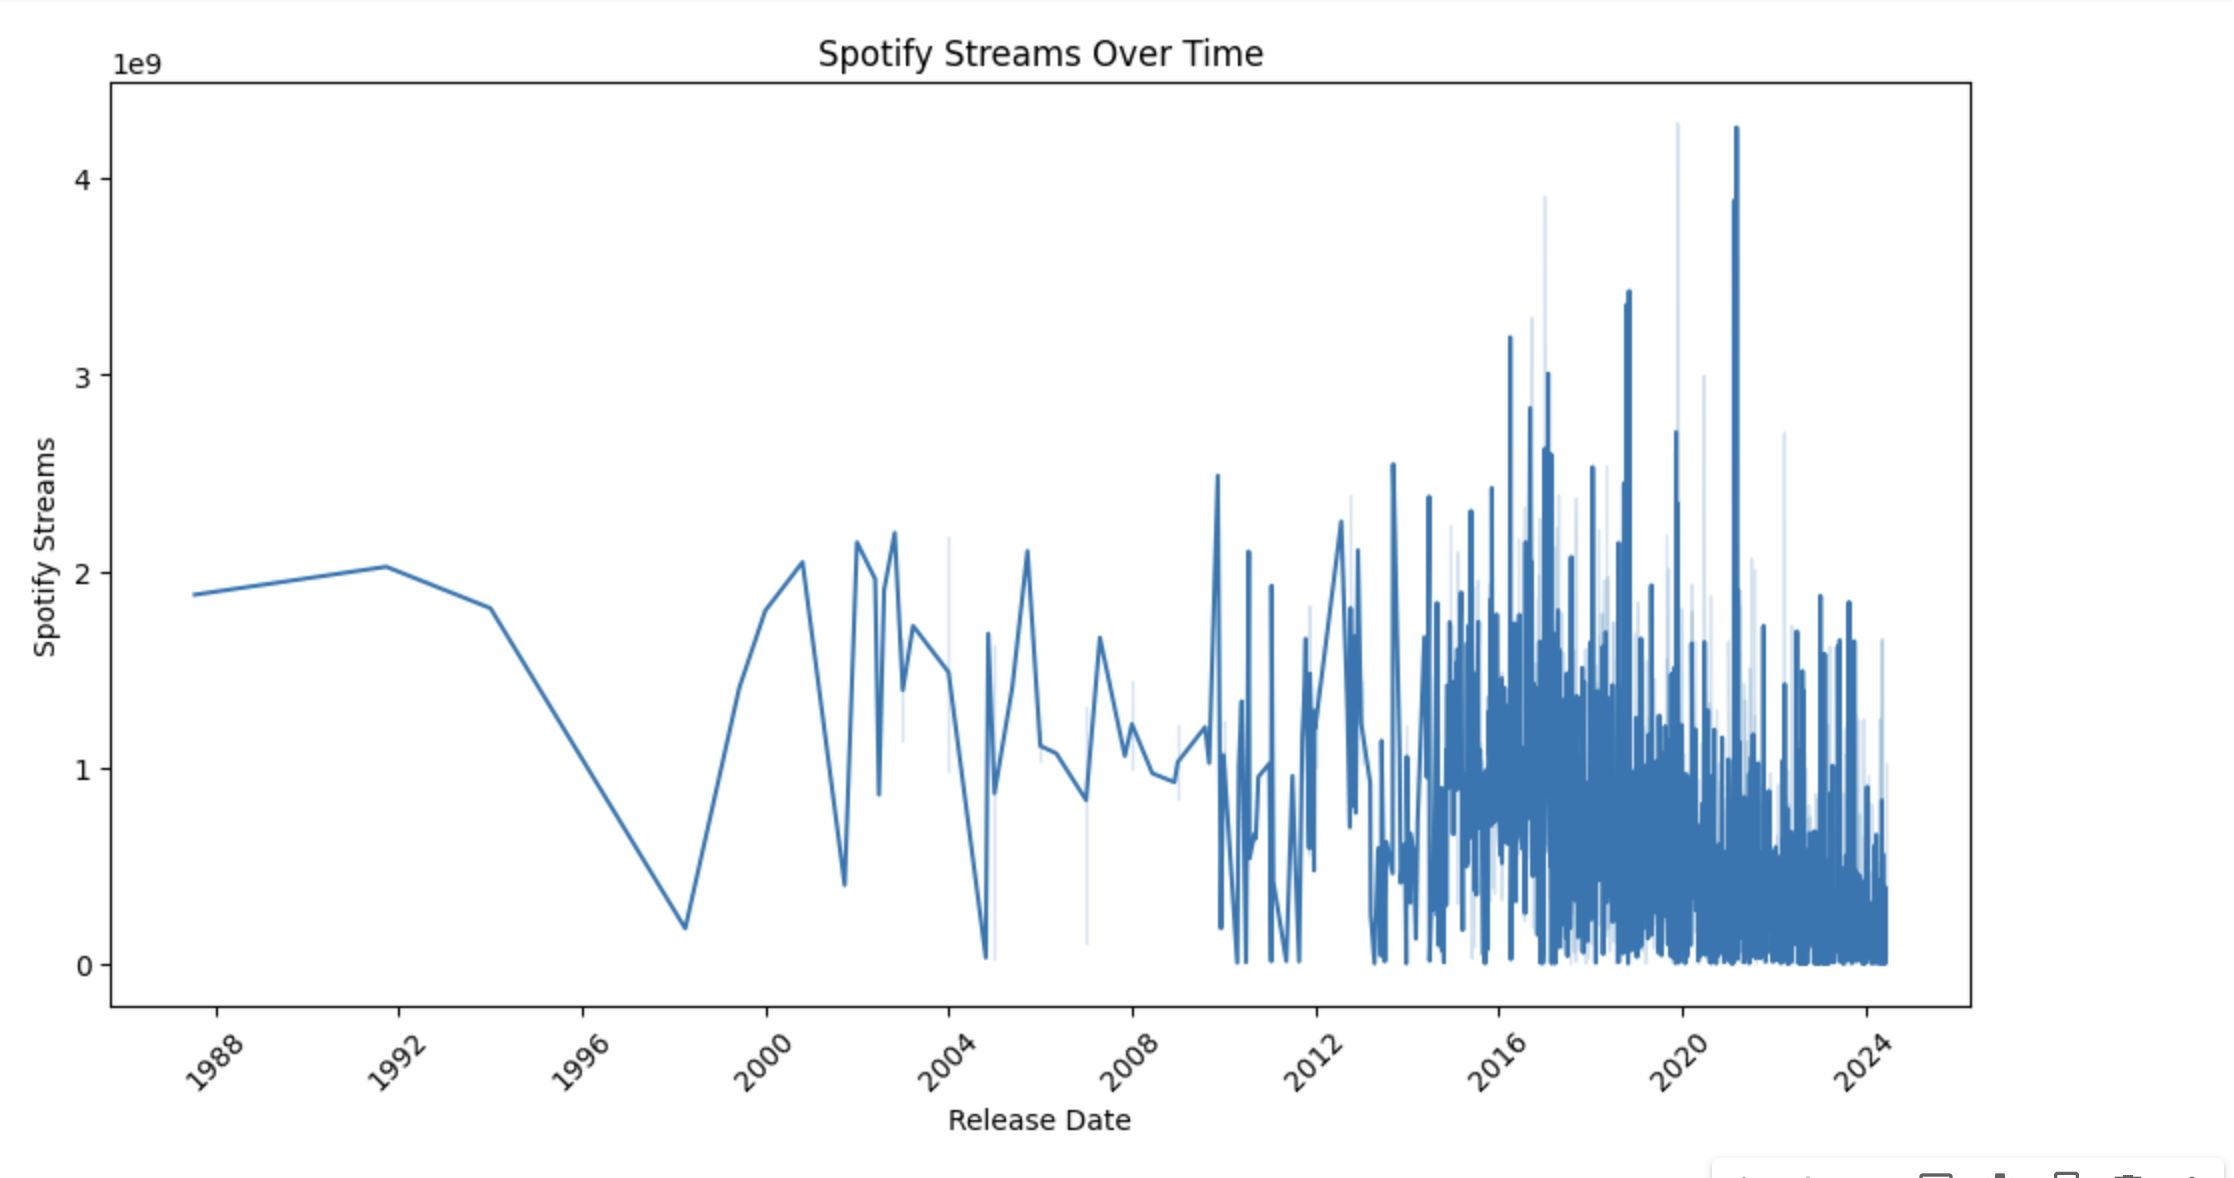 Spotify Streams Over Time
1e9
4
3
2
1
0
Spotify Streams
1988 1992 1996 2000 2004 2008 2012 2016 2020 2024
Release Date